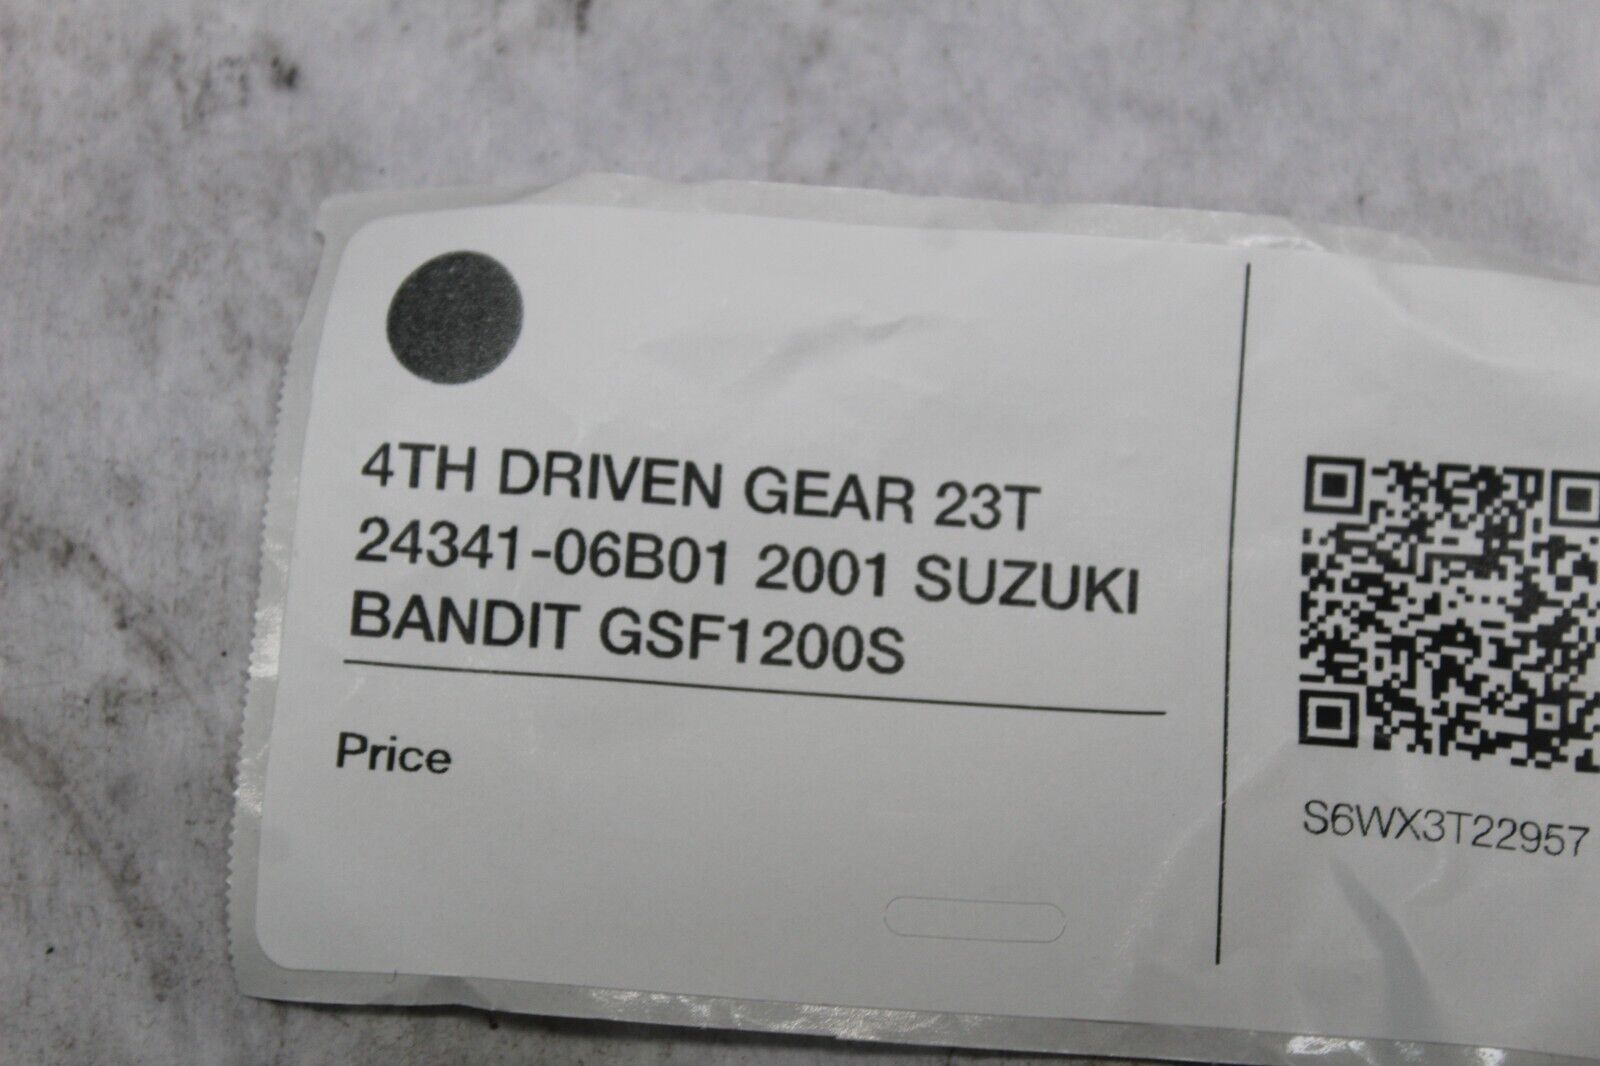 4TH DRIVEN GEAR 23T
24341-06B01 2001 SUZUKI
BANDIT GSF1200S
Price
S6WX3T22957